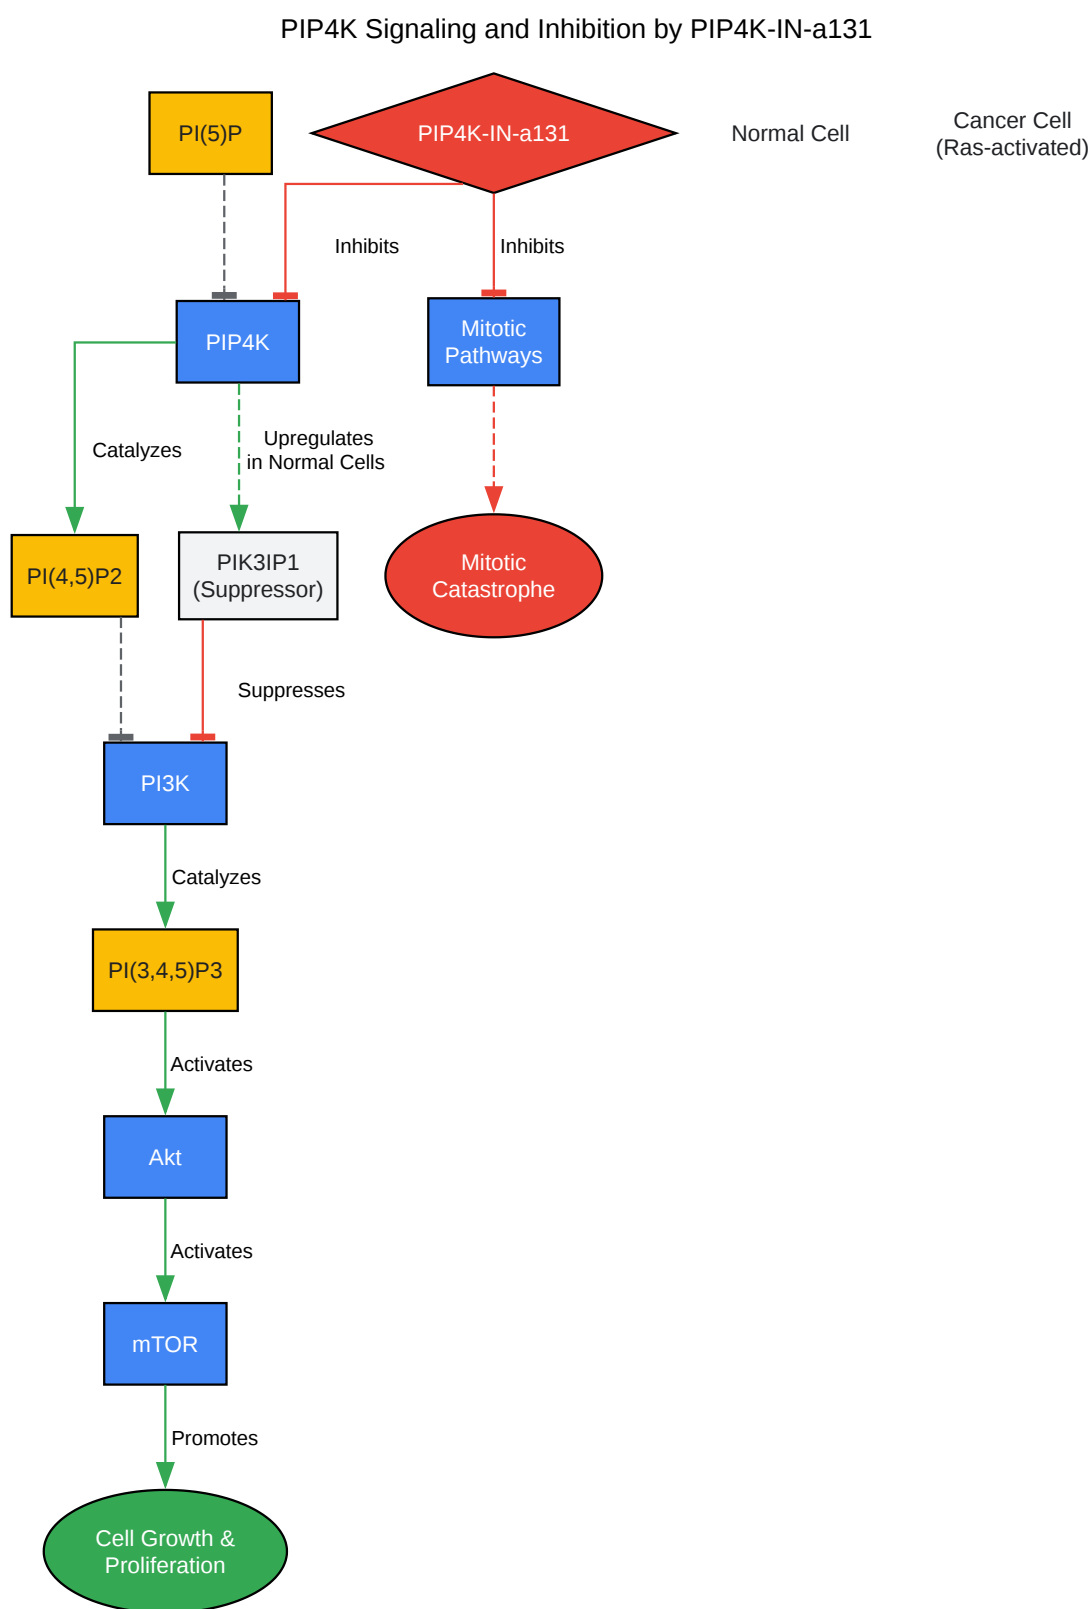 PIP4K Signaling and Inhibition by PIP4K-IN-a131
PI(5)P
PIP4K-IN-a131
Normal Cell
Cancer Cell
(Ras-activated)
Inhibits
Inhibits
PIP4K
Mitotic
Pathways
Catalyzes
Upregulates
in Normal Cells
PI(4,5)P2
PIK3IP1
(Suppressor)
Mitotic
Catastrophe
Suppresses
PI3K
Catalyzes
PI(3,4,5)P3
Activates
Akt
Activates
mTOR
Promotes
Cell Growth &
Proliferation